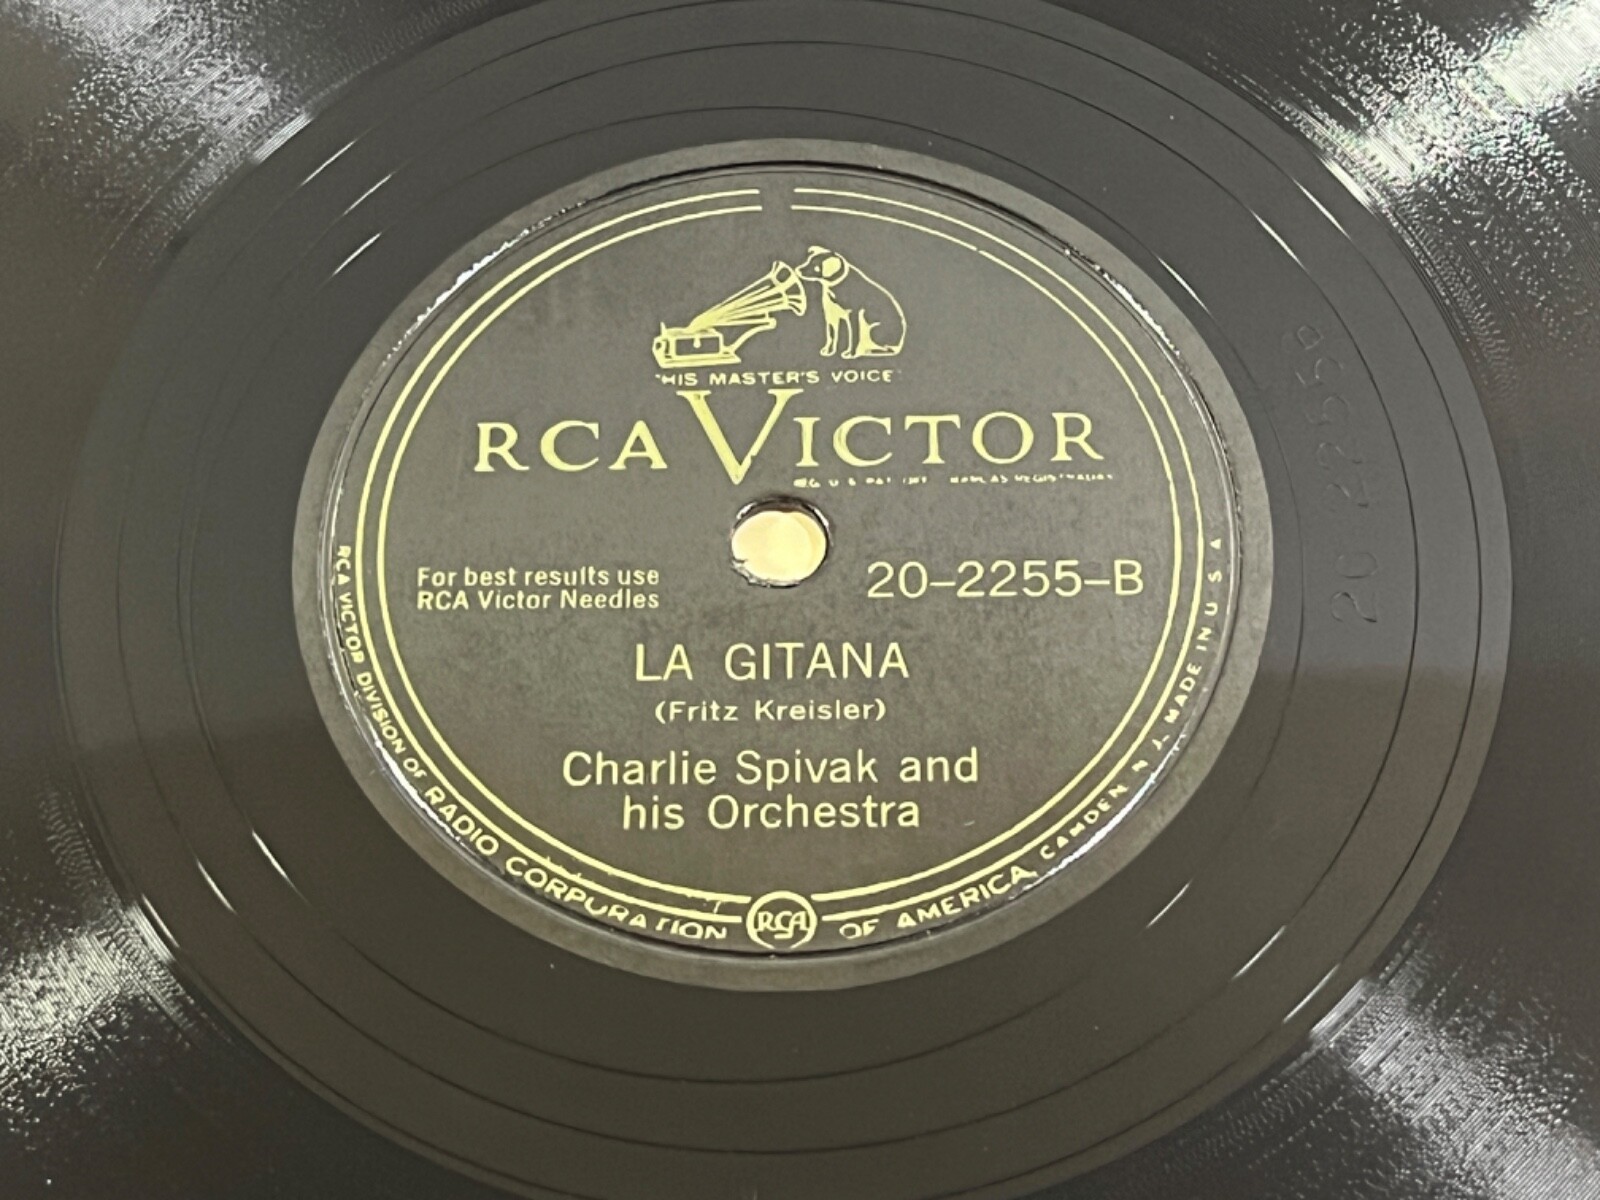 "HIS MASTER'S VOICE"
RCA VICTOR
For best results use
RCA Victor Needles
20-2255-B
LA GITANA
(Fritz Kreisler)
Charlie Spivak and
his Orchestra
RCA VICTOR DIVISION OF RADIO CORPORATION RCA OF AMERICA, CAMDEN, N. J. MADE IN U. S. A.